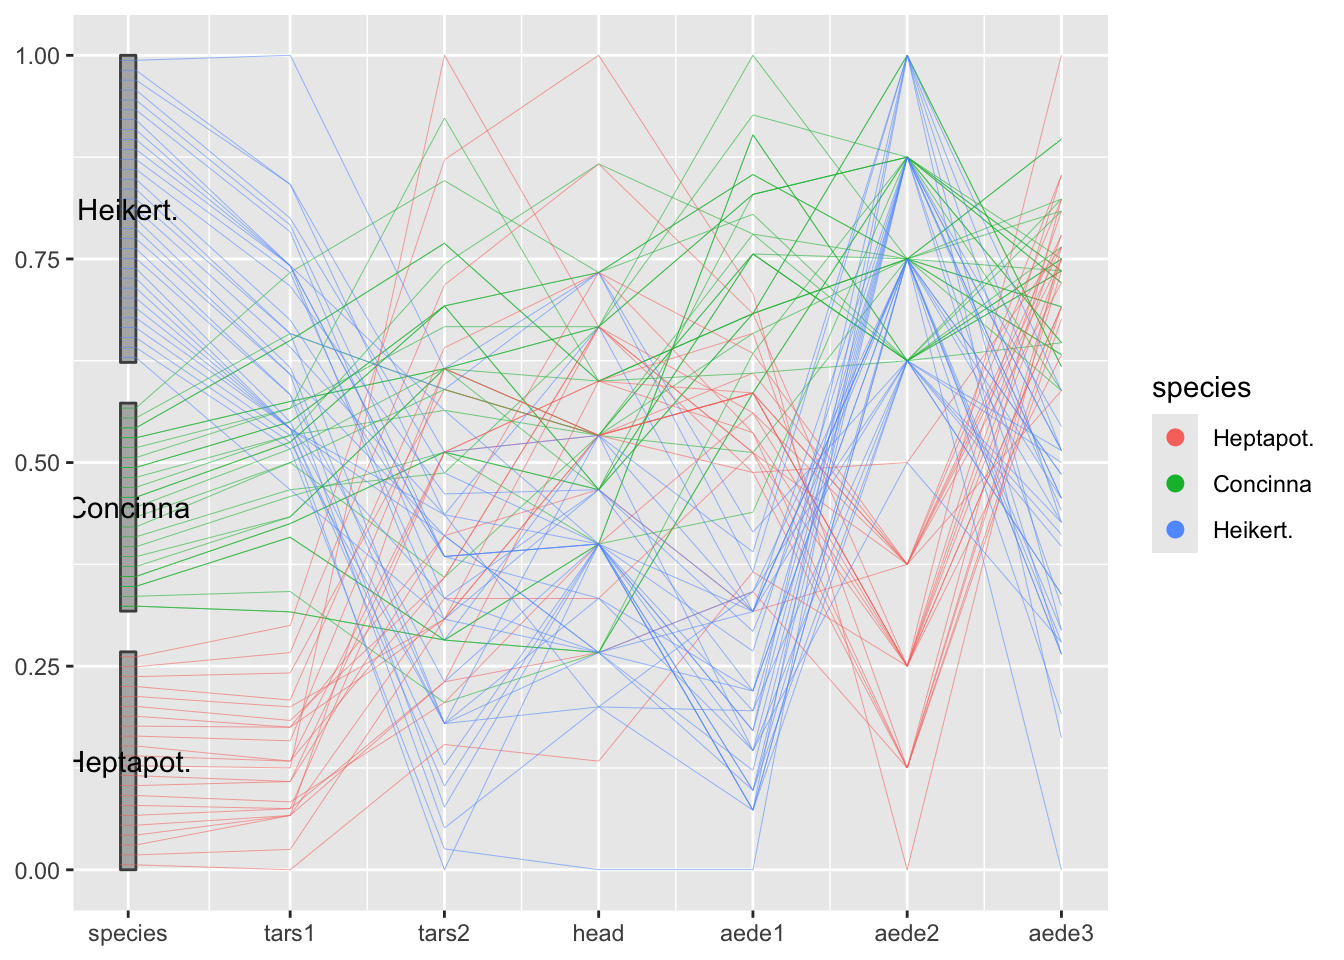 1.00
0.75
0.50
0.25
0.00
Heikert.
Concinna
Heptapot.
species
tars1
tars2
head
aede1
aede2
aede3
species
Heptapot.
Concinna
Heikert.